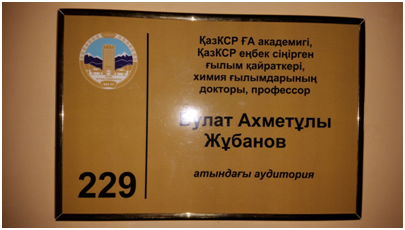 ҚазКСР ҒА академигі,
ҚазКСР еңбек сіңірген
ғылым қайраткері,
химия ғылымдарының
докторы, профессор
Булат Ахметұлы
Жұбанов
атындағы аудитория
229